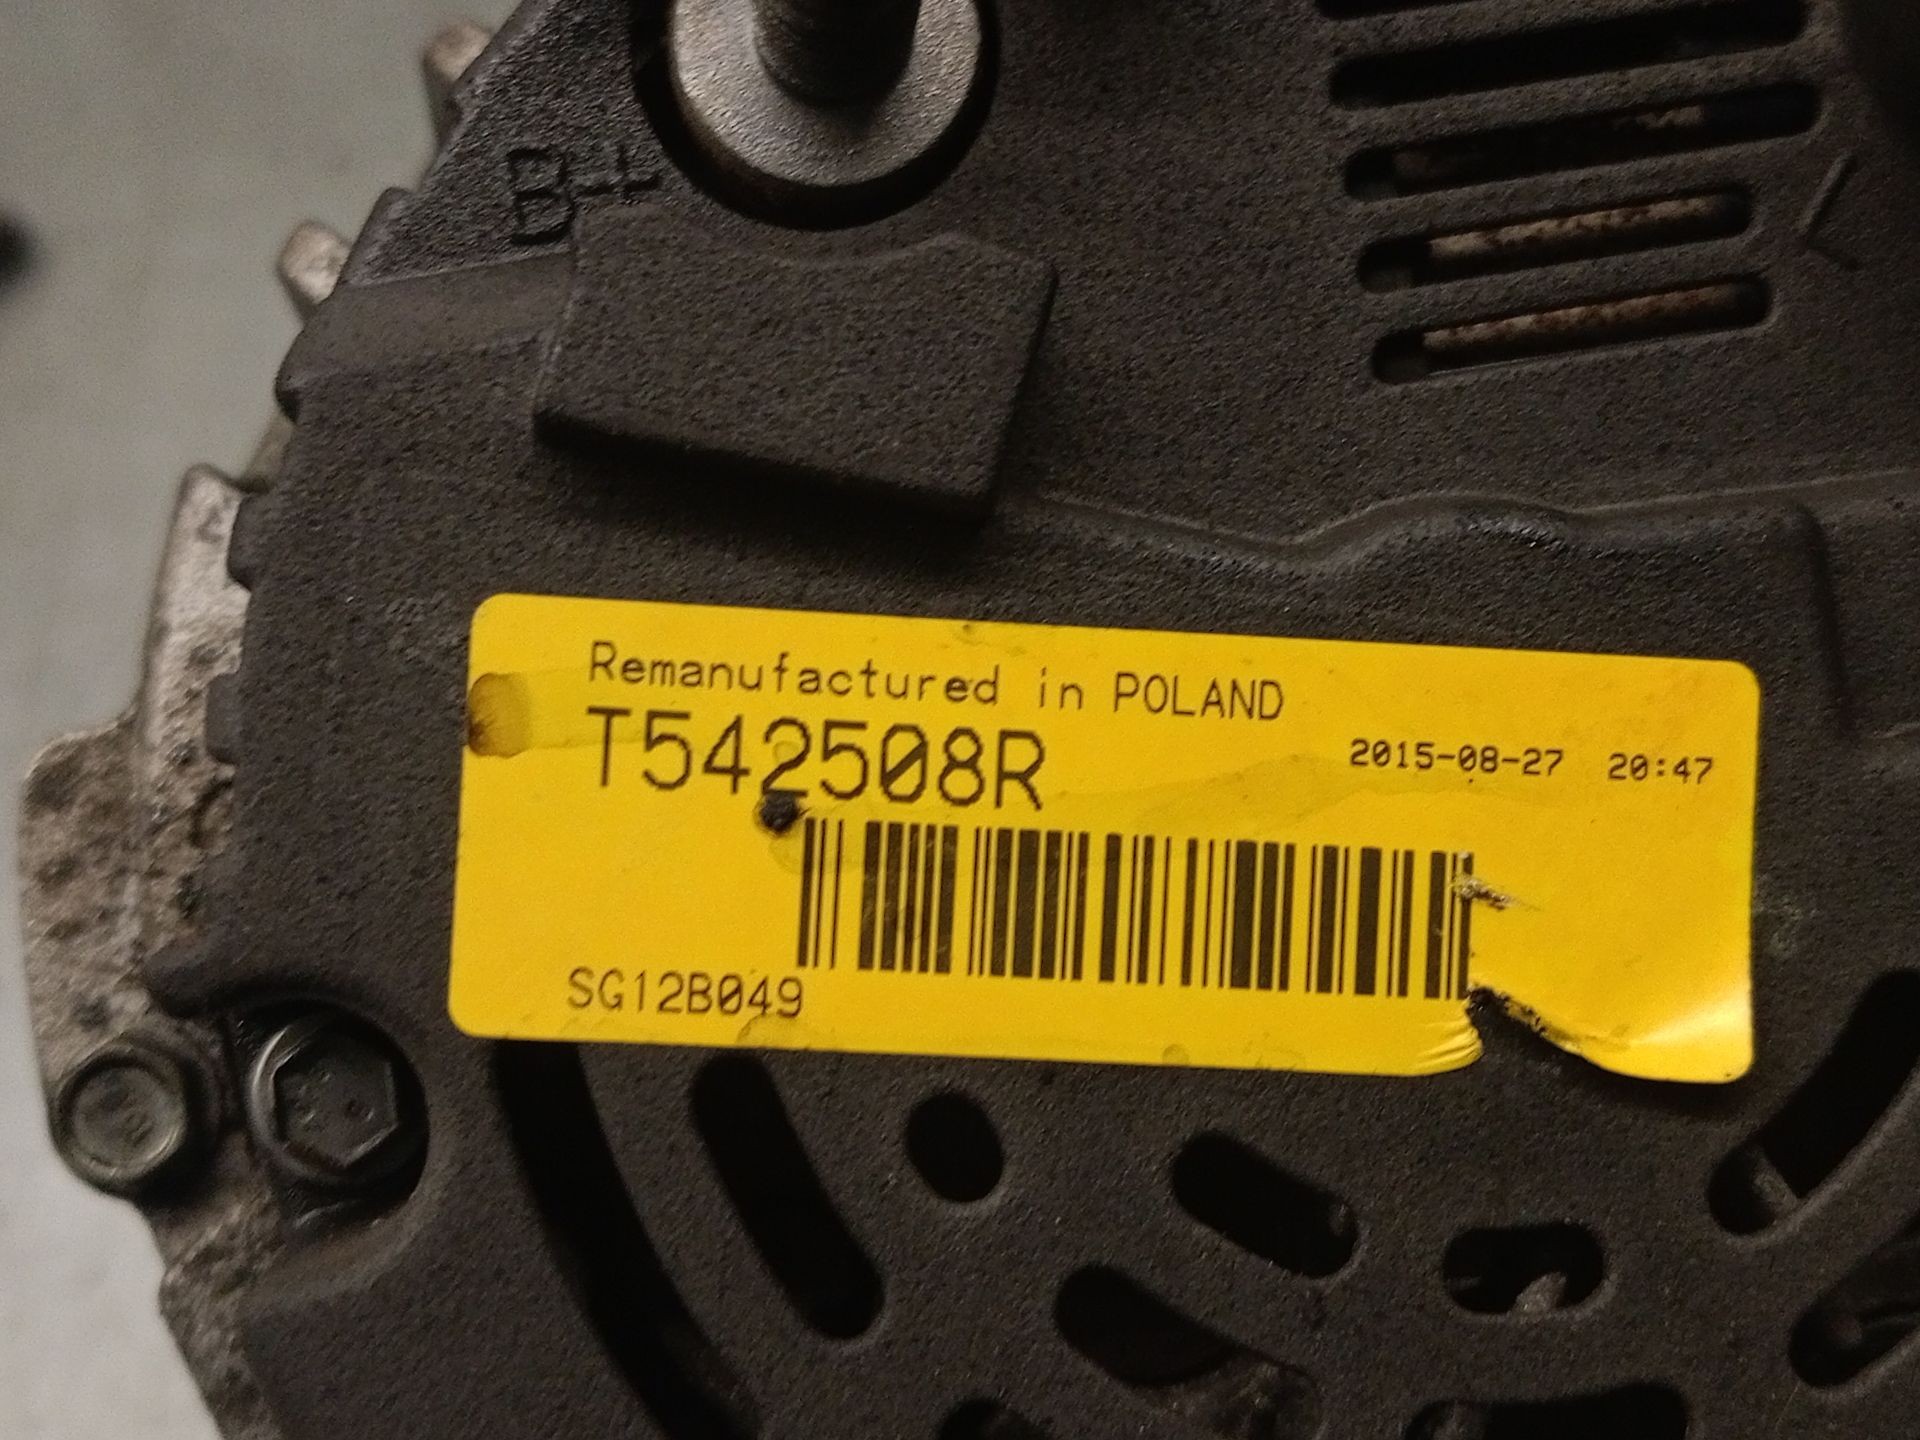 B+
Remanufactured in POLAND
T542508R 2015-08-27 20:47
SG12B049